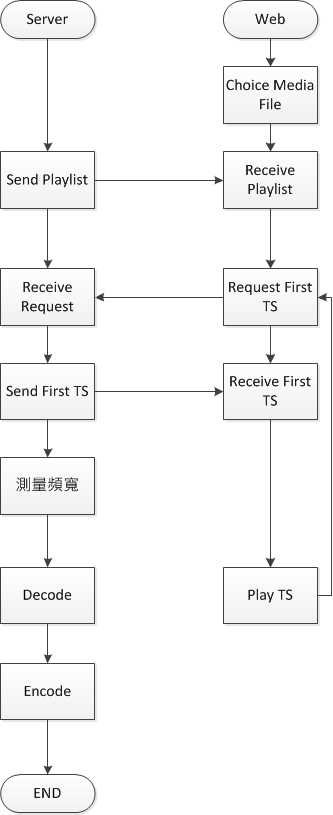 Server
Web
Choice Media
File
Send Playlist
Receive
Playlist
Receive
Request
Request First
TS
Send First TS
Receive First
TS
測量頻寬
Decode
Play TS
Encode
END